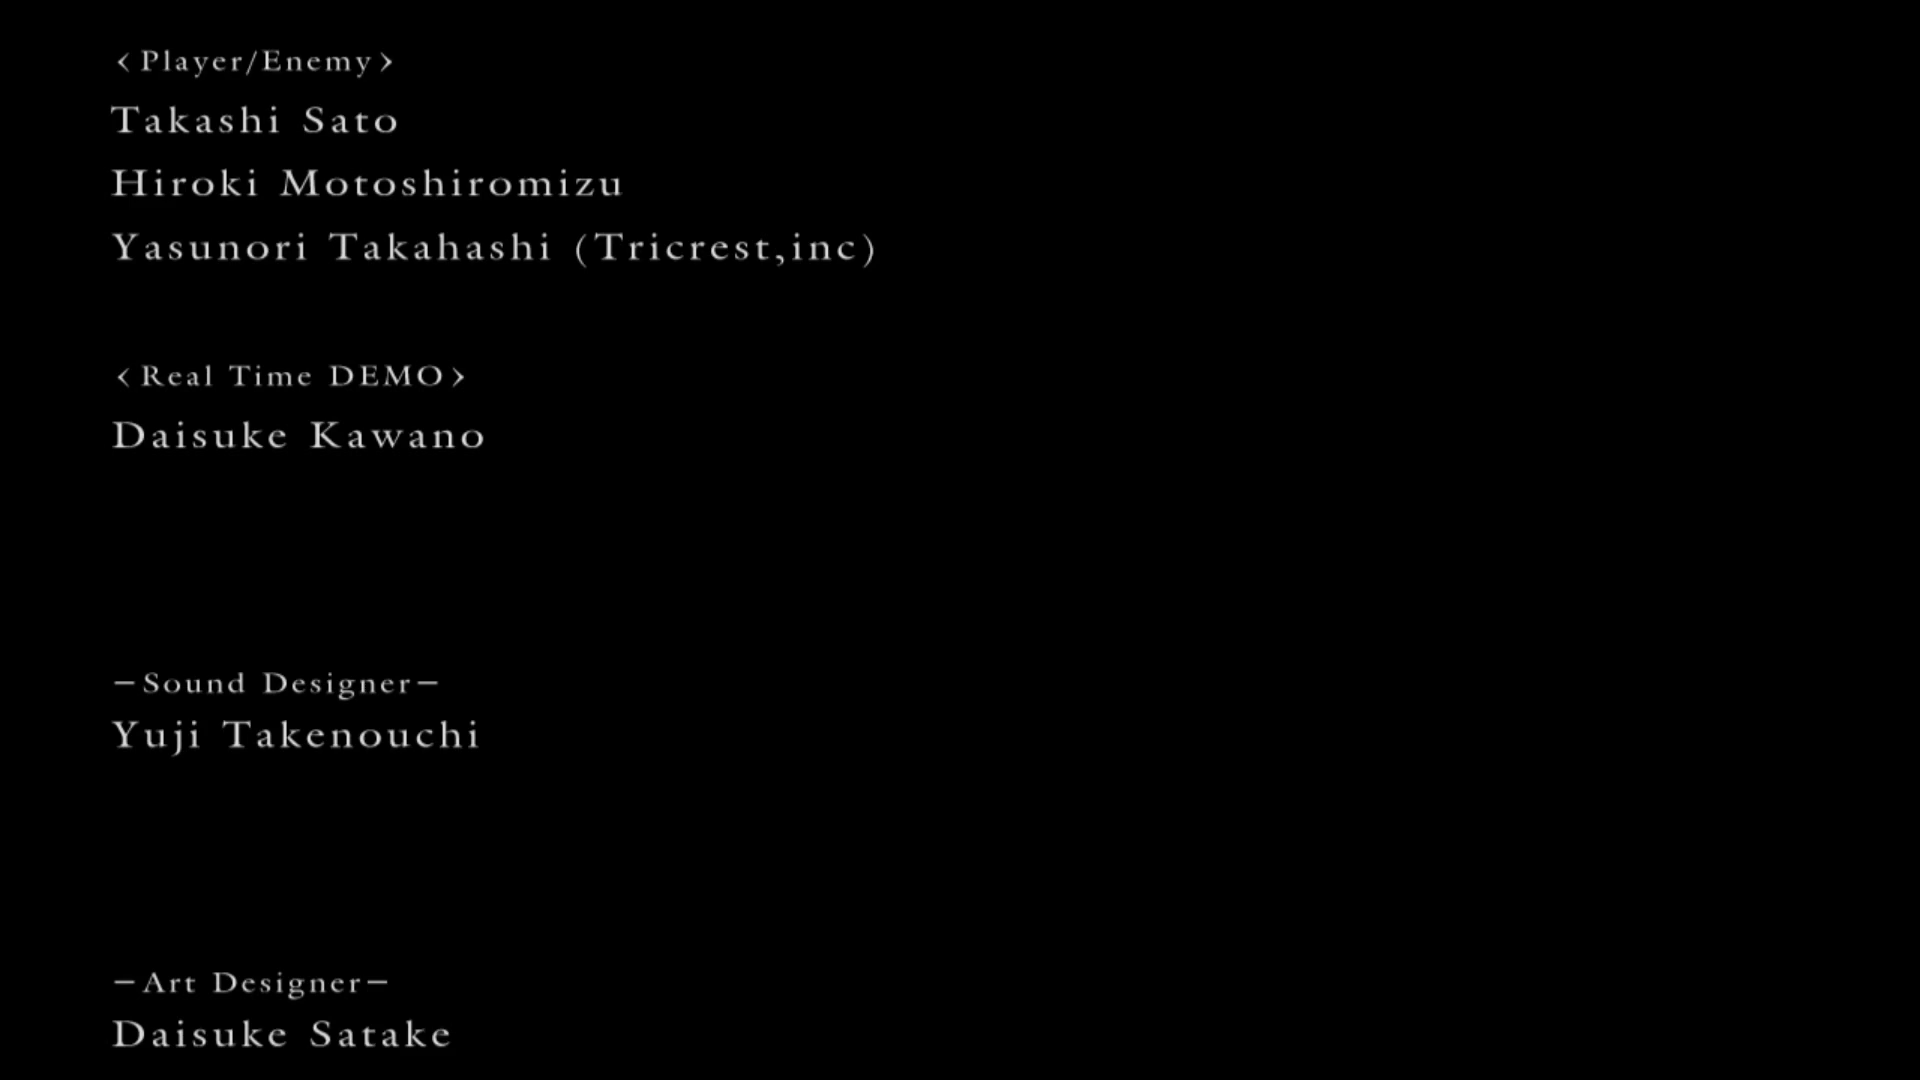 <Player/Enemy>
Takashi Sato
Hiroki Motoshiromizu
Yasunori Takahashi (Tricrest,inc)
<Real Time DEMO>
Daisuke Kawano
-Sound Designer-
Yuji Takenouchi
-Art Designer-
Daisuke Satake